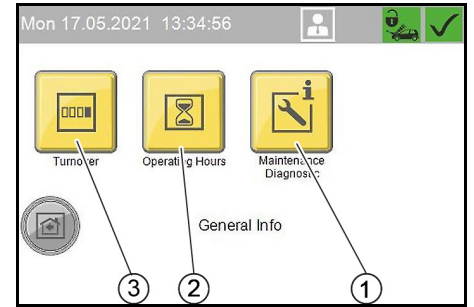 Mon 17.05.2021 13:34:56
Turnover
Operating Hours
Maintenance
Diagnostic
General Info
3
2
1